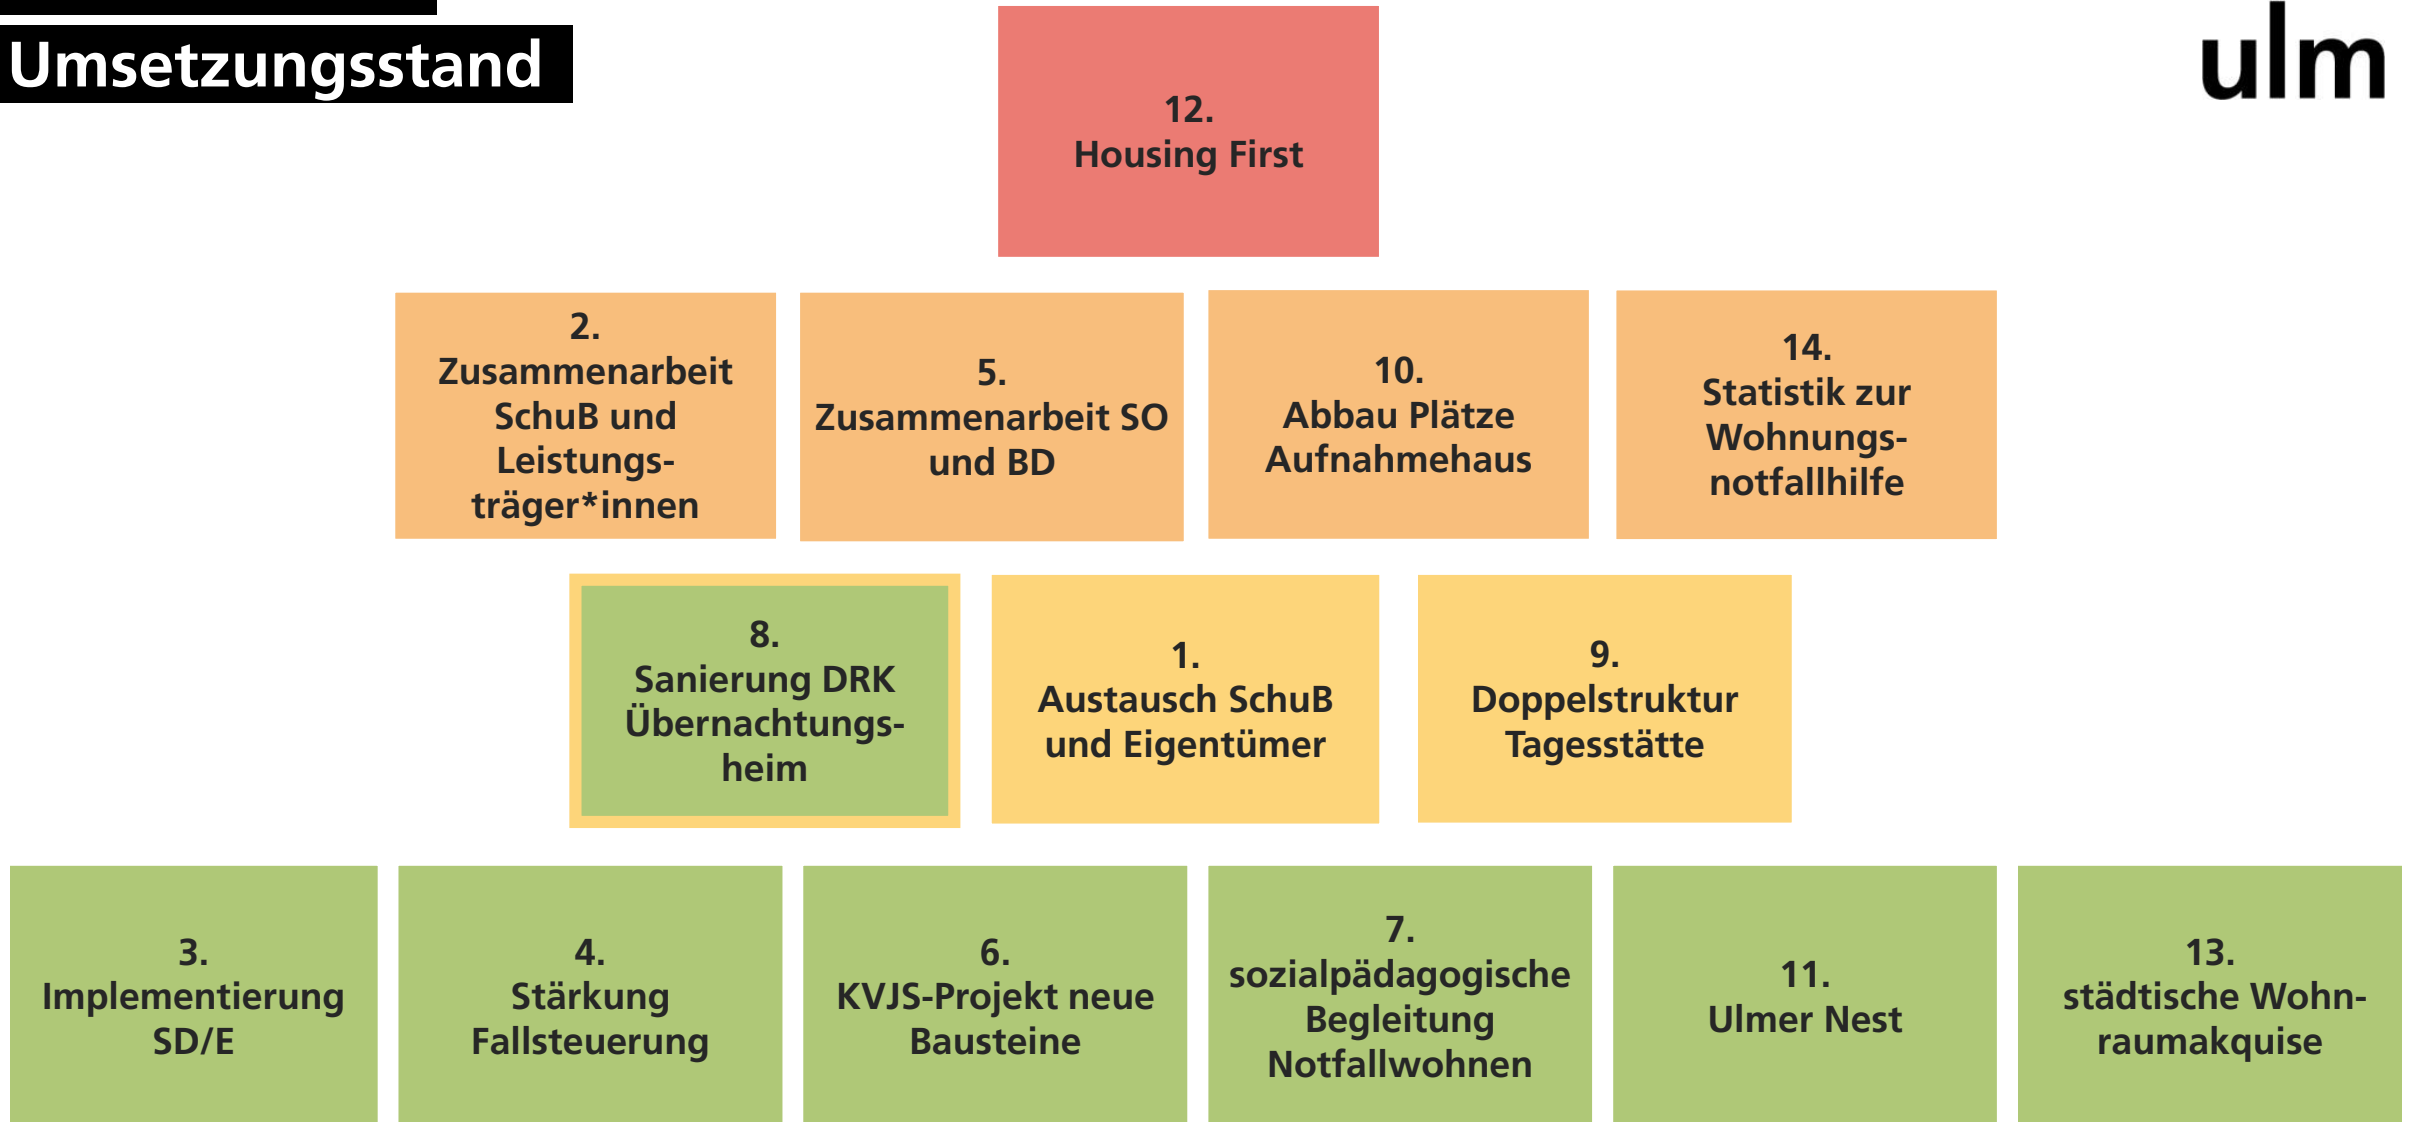 Umsetzungsstand
ulm
12.
Housing First
2.
Zusammenarbeit
SchuB und
Leistungs-
träger*innen
5.
Zusammenarbeit SO
und BD
10.
Abbau Plätze
Aufnahmehaus
14.
Statistik zur
Wohnungs-
notfallhilfe
8.
Sanierung DRK
Übernachtungs-
heim
1.
Austausch SchuB
und Eigentümer
9.
Doppelstruktur
Tagesstätte
3.
Implementierung
SD/E
4.
Stärkung
Fallsteuerung
6.
KVJS-Projekt neue
Bausteine
7.
sozialpädagogische
Begleitung
Notfallwohnen
11.
Ulmer Nest
13.
städtische Wohn-
raumakquise